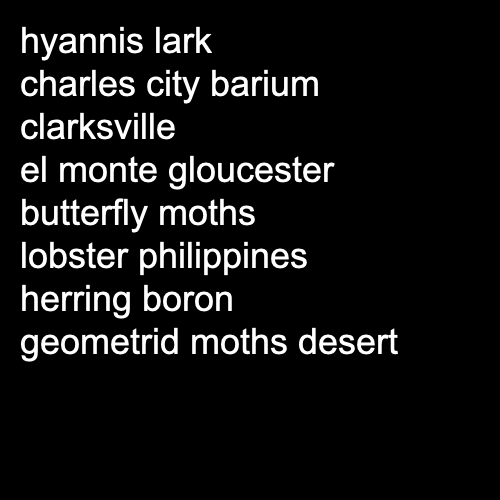 hyannis lark
charles city barium
clarksville
el monte gloucester
butterfly moths
lobster philippines
herring boron
geometrid moths desert